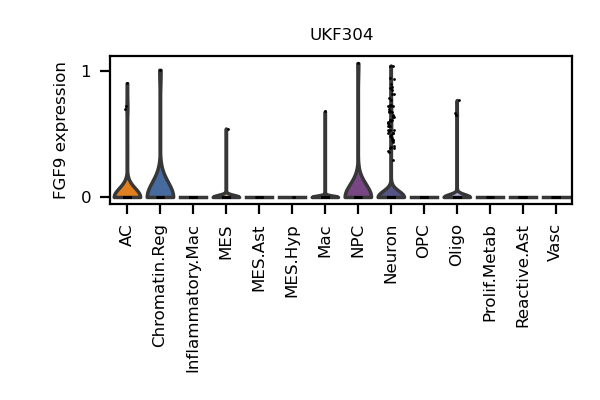 UKF304
FGF9 expression
1
0
AC
Chromatin.Reg
Inflammatory.Mac
MES
MES.Ast
MES.Hyp
Mac
NPC
Neuron
OPC
Oligo
Prolif.Metab
Reactive.Ast
Vasc